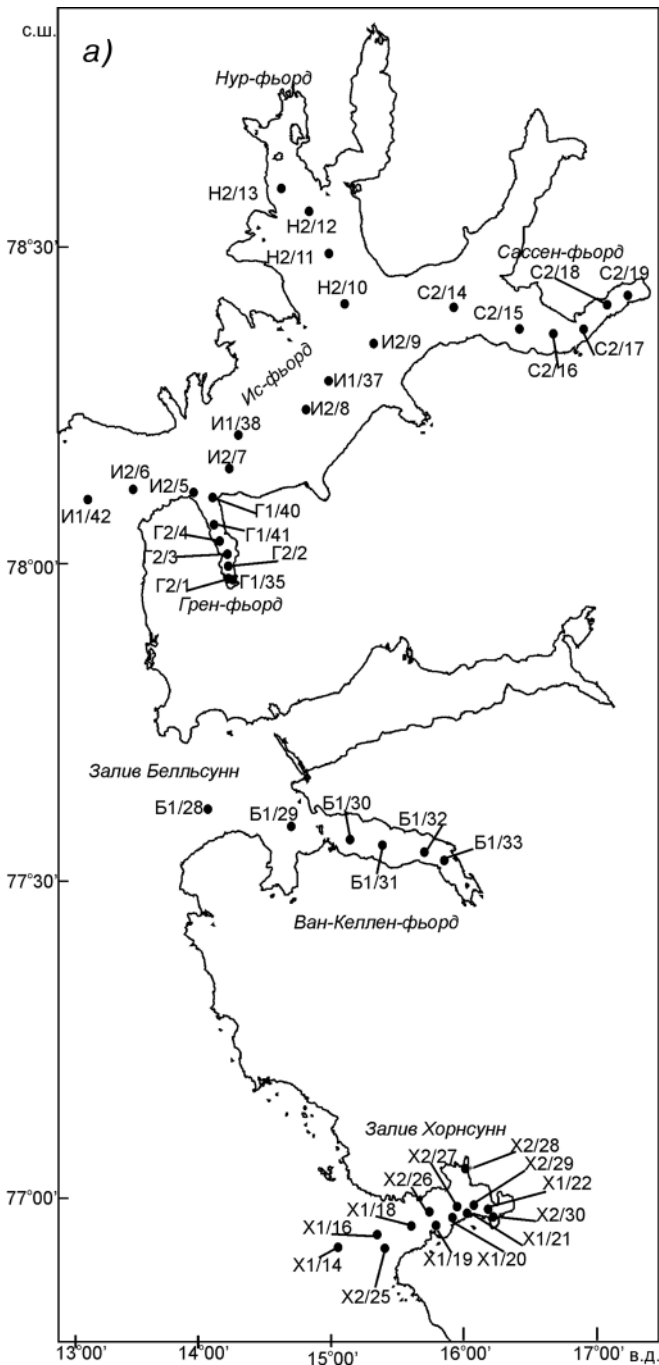 с.ш.
а)
Нур-фьорд
Н2/13
Н2/12
78°30'
Н2/11
Сассен-фьорд
С2/18
С2/19
Н2/10
С2/14
С2/15
С2/17
С2/16
И2/9
Ис-фьорд
И1/37
И2/8
И1/38
И2/7
И2/6
И2/5
И1/42
Г1/40
Г2/4
Г1/41
Г2/3
Г2/2
78°00'
Г2/1
Г1/35
Грен-фьорд
Залив Белльсунн
Б1/28
Б1/29
Б1/30
Б1/32
Б1/33
Б1/31
77°30'
Ван-Келлен-фьорд
Залив Хорнсунн
Х2/28
Х2/27
Х2/29
Х2/26
Х1/22
77°00'
Х1/18
Х2/30
Х1/16
Х1/21
Х1/14
Х1/19
Х1/20
Х2/25
13°00'
14°00'
15°00'
16°00'
17°00'
в.д.